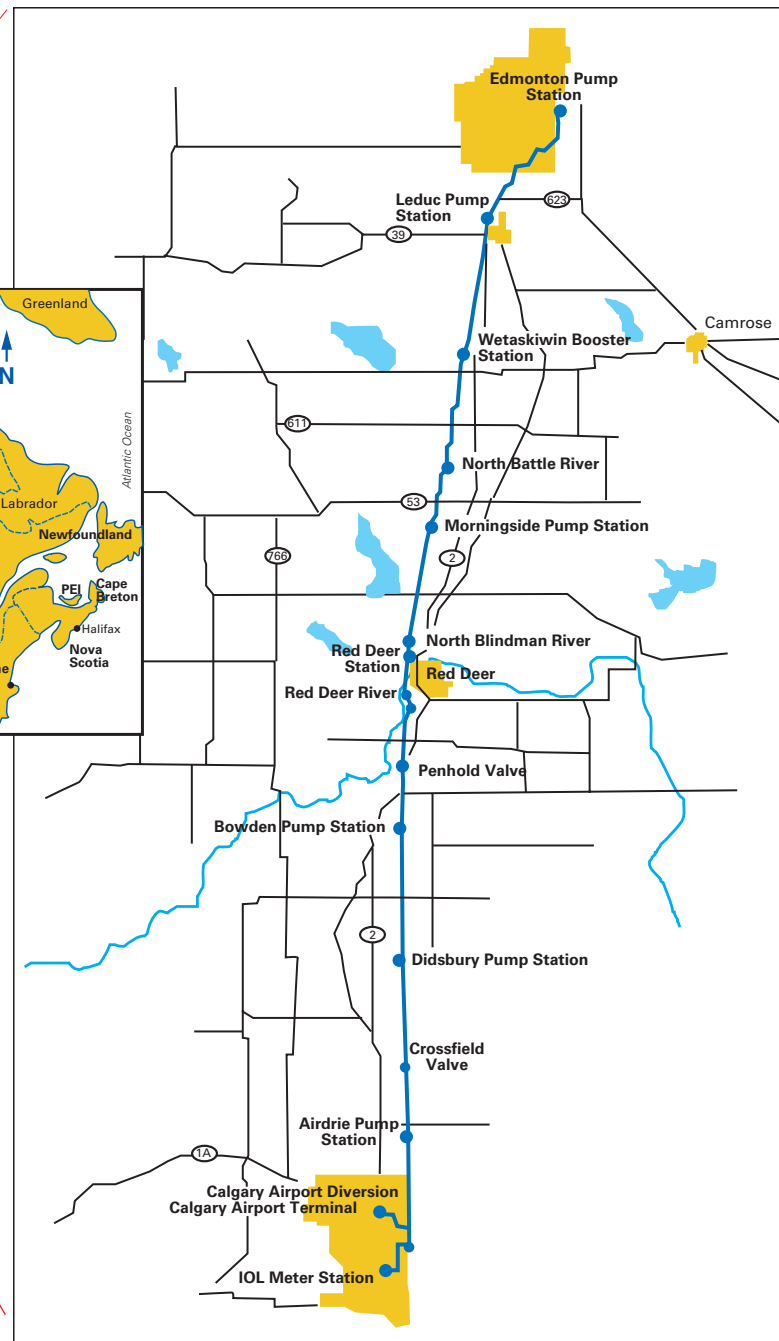 Edmonton Pump
Station
Leduc Pump
Station
623
39
Greenland
N
Camrose
Wetaskiwin Booster
Station
Atlantic Ocean
611
North Battle River
Labrador
53
Morningside Pump Station
Newfoundland
766
2
PEI
Cape
Breton
Halifax
Nova
Scotia
North Blindman River
Red Deer
Station
Red Deer
Red Deer River
Penhold Valve
Bowden Pump Station
2
Didsbury Pump Station
Crossfield
Valve
Airdrie Pump
Station
1A
Calgary Airport Diversion
Calgary Airport Terminal
IOL Meter Station